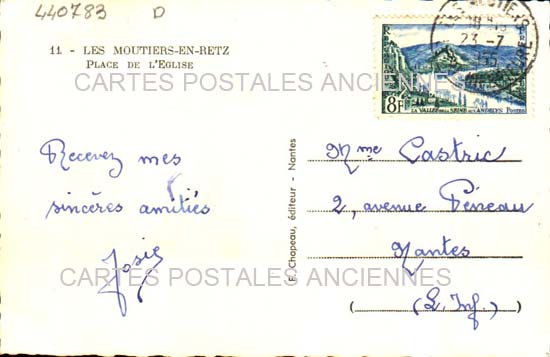 440783 D
11 - LES MOUTIERS-EN-RETZ
PLACE DE L'EGLISE
CARTES POSTALES ANCIENNES
Recevez mes
sincères amitiés
Josie
F. Chapeau, éditeur - Nantes
8F
LA VALLÉE DE LA SEINE AUX ANDELYS POSTES
23-7
Mme Castric
2, avenue Péneau
Nantes
(L. Inf.)
CARTES POSTALES ANCIENNES